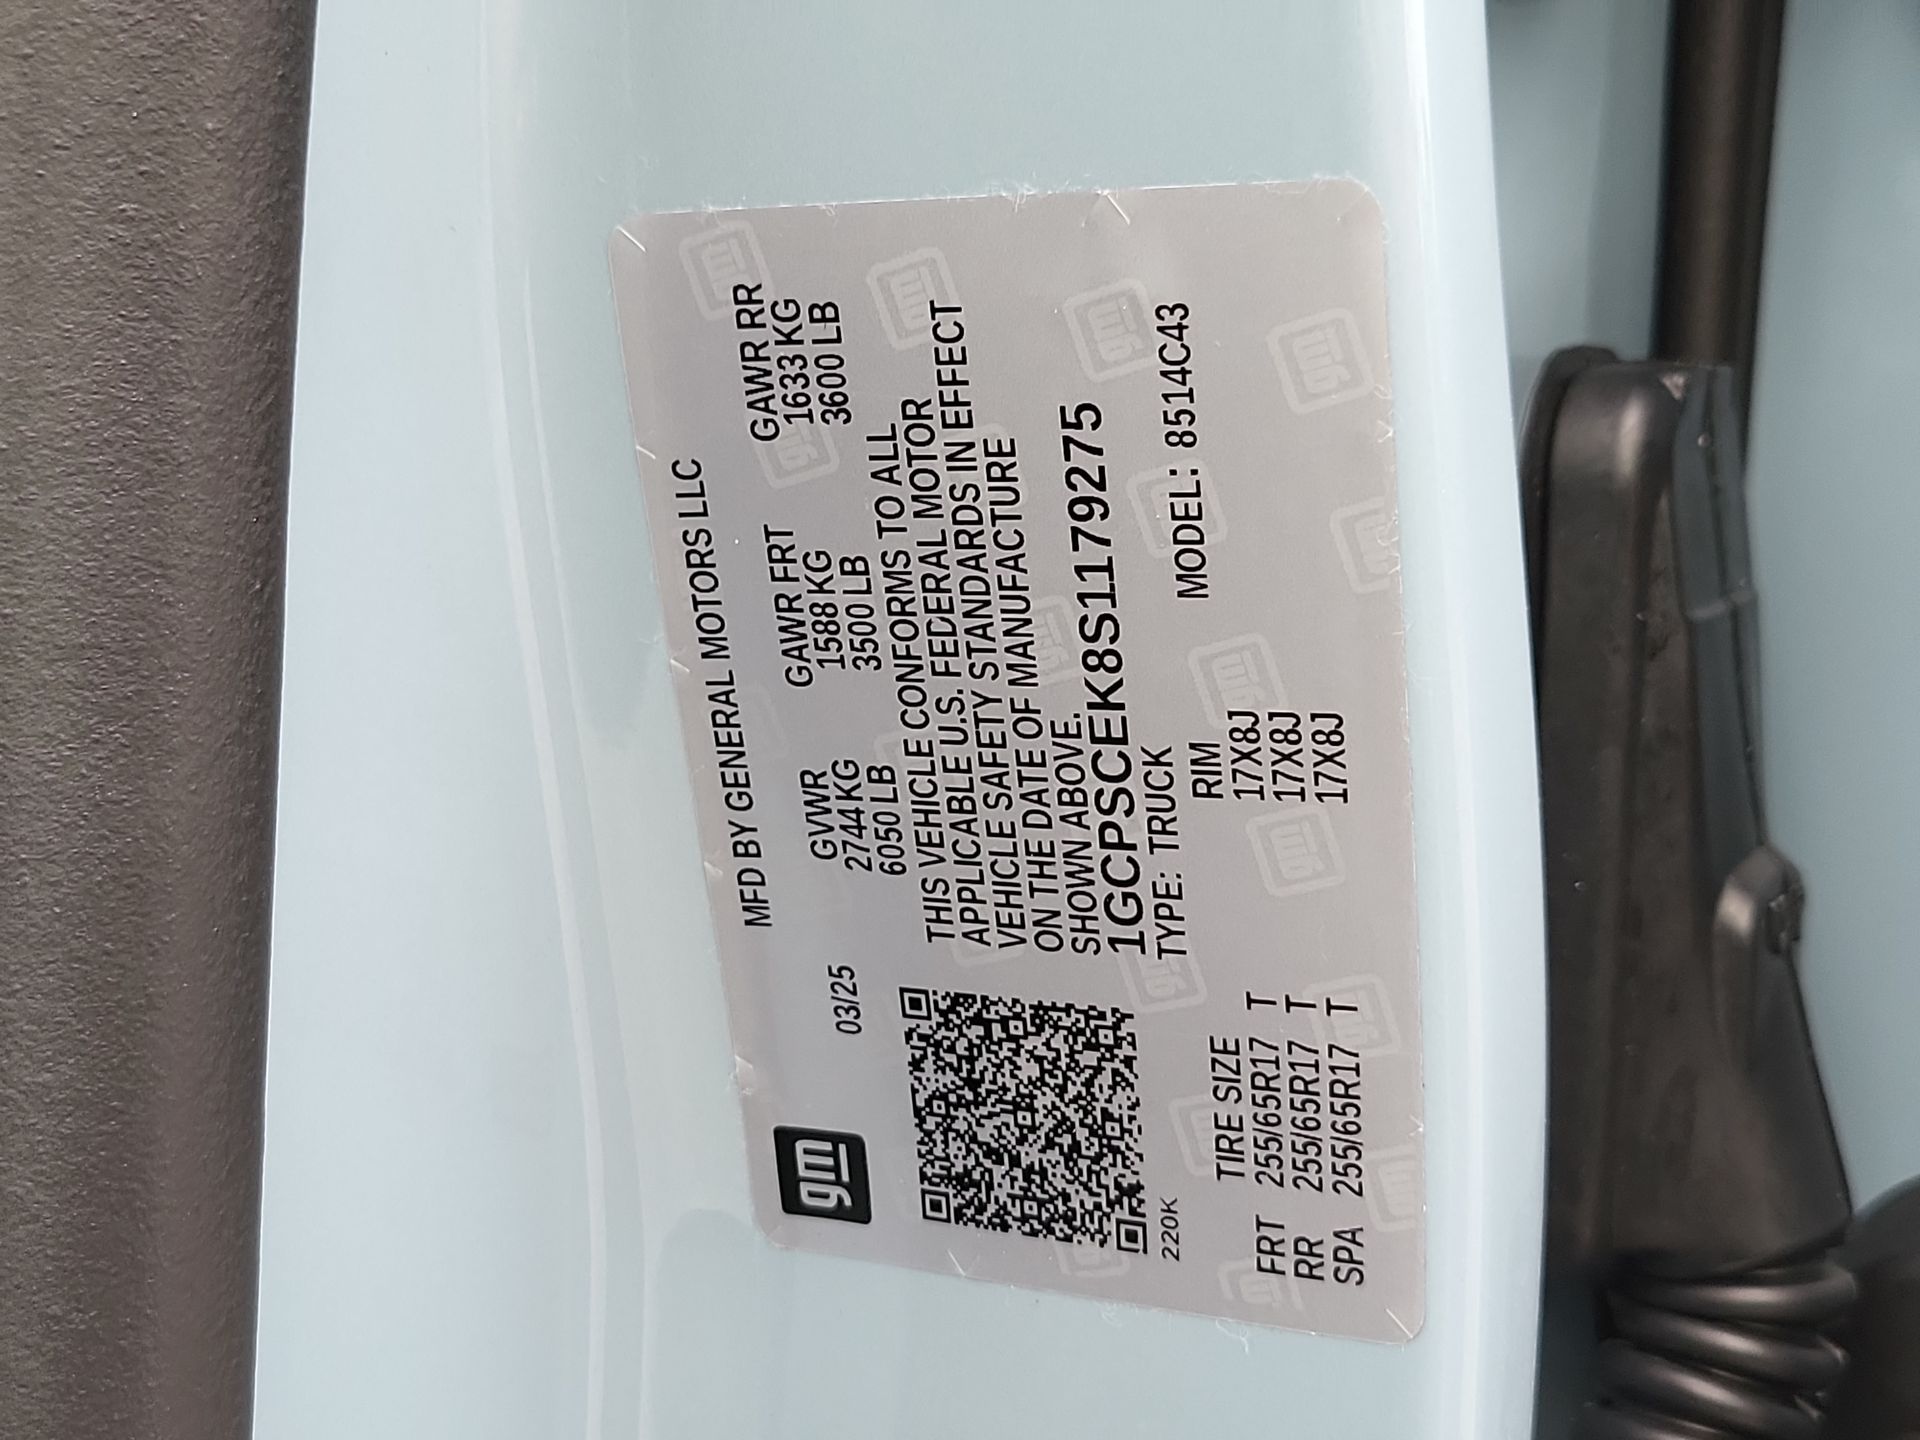 gm
MFD BY GENERAL MOTORS LLC
03/25
GVWR GAWR FRT GAWR RR
2744 KG 1588 KG 1633 KG
6050 LB 3500 LB 3600 LB
THIS VEHICLE CONFORMS TO ALL
APPLICABLE U.S. FEDERAL MOTOR
VEHICLE SAFETY STANDARDS IN EFFECT
ON THE DATE OF MANUFACTURE
SHOWN ABOVE.
1GCPSCEK8S1179275
TYPE: TRUCK MODEL: 8514C43
220K
TIRE SIZE RIM
FRT 255/65R17 T 17X8J
RR 255/65R17 T 17X8J
SPA 255/65R17 T 17X8J